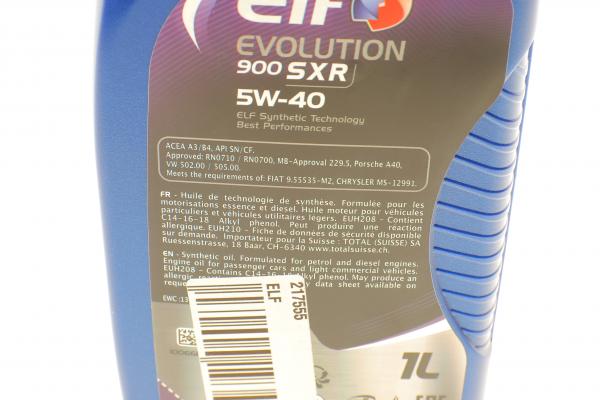 elf
EVOLUTION
900 SXR
5W-40
ELF Synthetic Technology
Best Performances
ACEA A3/B4, API SN/CF.
Approved: RN0710 / RN0700, MB-Approval 229.5, Porsche A40,
VW 502.00 / 505.00.
Meets the requirements of: FIAT 9.55535-M2, CHRYSLER MS-12991.
FR - Huile de technologie de synthèse. Formulée pour les
motorisations essence et diesel. Huile moteur pour véhicules
particuliers et véhicules utilitaires légers. EUH208 - Contient
C14-16-18 Alkyl phenol. Peut produire une réaction
allergique. EUH210 - Fiche de données de sécurité disponible
sur demande. Importateur pour la Suisse : TOTAL (SUISSE) SA
Ruessenstrasse, 18 Baar, CH-6340 www.totalsuisse.ch.
EN - Synthetic oil. Formulated for petrol and diesel engines.
Engine oil for passenger cars and light commercial vehicles.
EUH208 - Contains C14-16-18 Alkyl phenol. May produce an
allergic data sheet available on
EWC:13
217555
ELF
1L